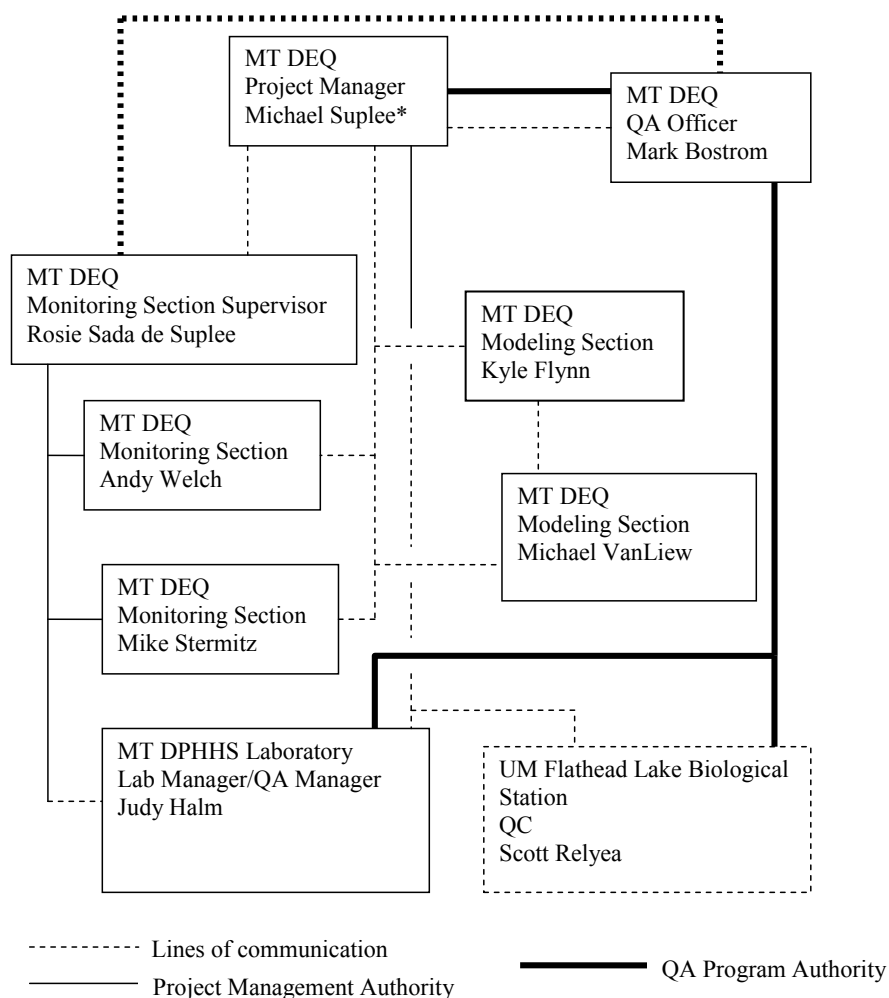 MT DEQ
Project Manager
Michael Suplee*
MT DEQ
QA Officer
Mark Bostrom
MT DEQ
Monitoring Section Supervisor
Rosie Sada de Suplee
MT DEQ
Modeling Section
Kyle Flynn
MT DEQ
Monitoring Section
Andy Welch
MT DEQ
Modeling Section
Michael VanLiew
MT DEQ
Monitoring Section
Mike Stermitz
MT DPHHS Laboratory
Lab Manager/QA Manager
Judy Halm
UM Flathead Lake Biological
Station
QC
Scott Relyea
Lines of communication
Project Management Authority
QA Program Authority